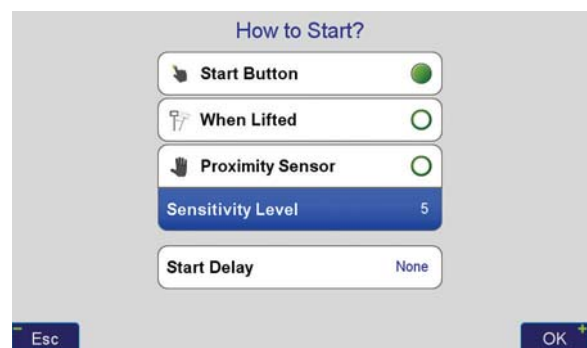 How to Start?
Start Button
When Lifted
Proximity Sensor
Sensitivity Level 5
Start Delay None
- Esc
OK +